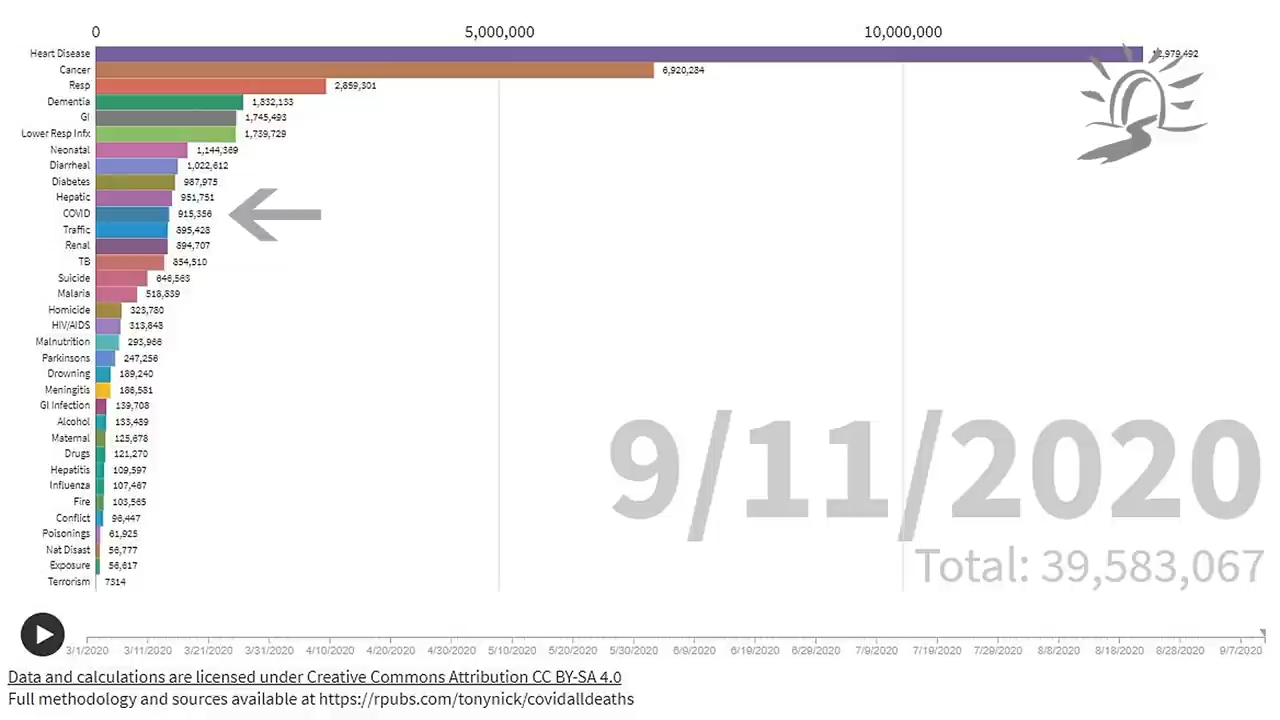 0 5,000,000 10,000,000
Heart Disease
Cancer 6,920,284
Resp 2,859,301
Dementia 1,832,133
GI 1,745,493
Lower Resp Infx 1,739,729
Neonatal 1,144,369
Diarrheal 1,022,612
Diabetes 987,975
Hepatic 951,751
COVID 915,356
Traffic 895,428
Renal 894,707
TB 854,510
Suicide 646,563
Malaria 518,839
Homicide 323,780
HIV/AIDS 313,848
Malnutrition 293,966
Parkinsons 247,256
Drowning 189,240
Meningitis 186,581
GI Infection 139,708
Alcohol 133,489
Maternal 125,678
Drugs 121,270
Hepatitis 109,597
Influenza 107,467
Fire 103,565
Conflict 96,447
Poisonings 61,925
Nat Disast 56,777
Exposure 56,617
Terrorism 7314
9/11/2020
Total: 39,583,067
3/1/2020 3/11/2020 3/21/2020 3/31/2020 4/10/2020 4/20/2020 4/30/2020 5/10/2020 5/20/2020 5/30/2020 6/9/2020 6/19/2020 6/29/2020 7/9/2020 7/19/2020 7/29/2020 8/8/2020 8/18/2020 8/28/2020 9/7/2020
Data and calculations are licensed under Creative Commons Attribution CC BY-SA 4.0
Full methodology and sources available at https://rpubs.com/tonynick/covidalldeaths